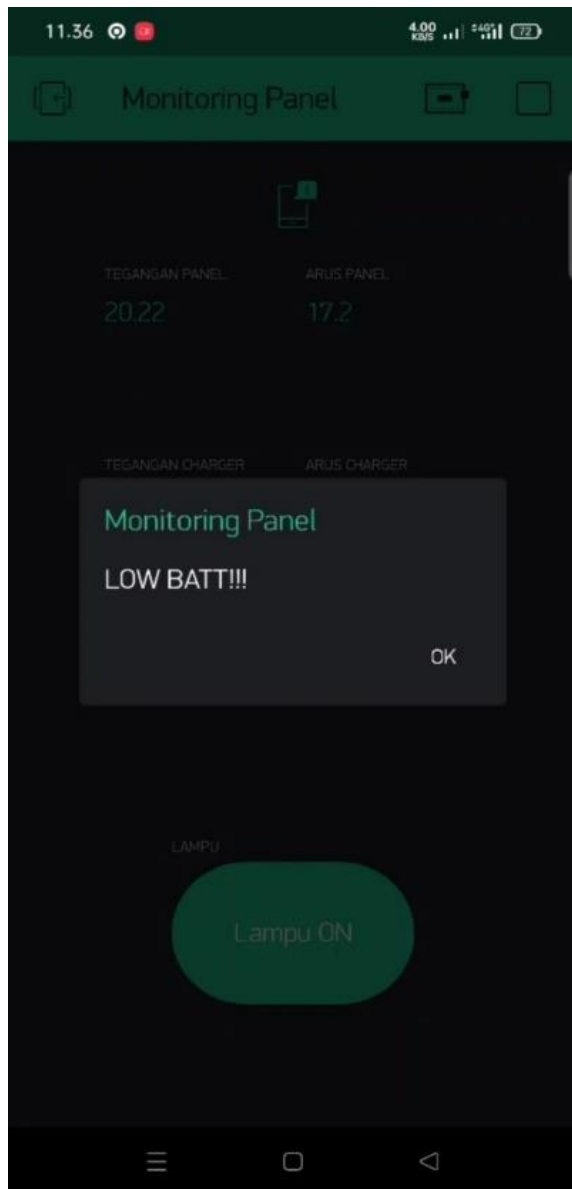 11.36 4.00 KB/S 4G 72
Monitoring Panel
TEGANGAN PANEL ARUS PANEL
20.22 17.2
TEGANGAN CHARGER ARUS CHARGER
Monitoring Panel
LOW BATT!!!
OK
LAMPU
Lampu ON